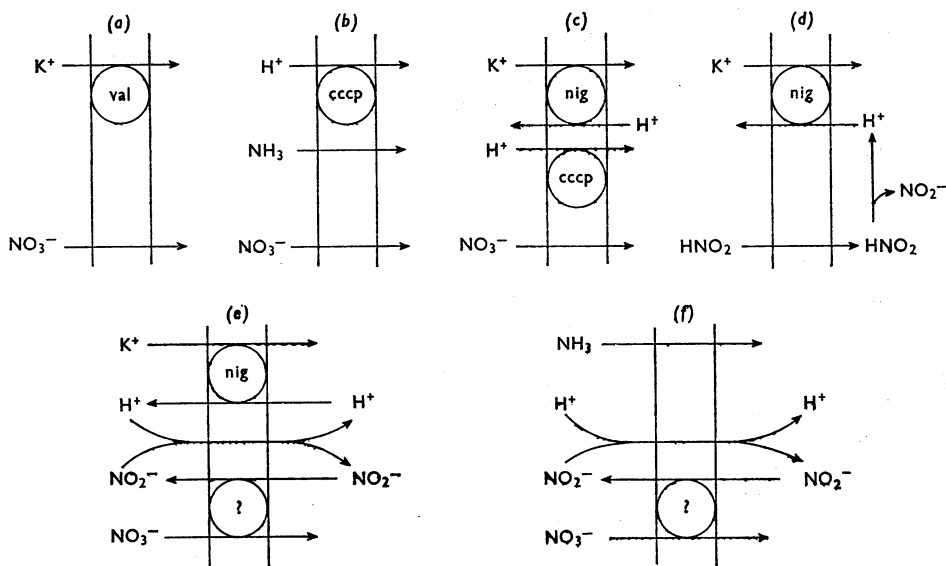 (a)
K⁺
val
NO₃⁻
(b)
H⁺
cccp
NH₃
NO₃⁻
(c)
K⁺
nig
H⁺
H⁺
cccp
NO₃⁻
(d)
K⁺
nig
H⁺
NO₂⁻
HNO₂
HNO₂
(e)
K⁺
nig
H⁺
H⁺
NO₂⁻
NO₂⁻
?
NO₃⁻
(f)
NH₃
H⁺
H⁺
NO₂⁻
NO₂⁻
?
NO₃⁻